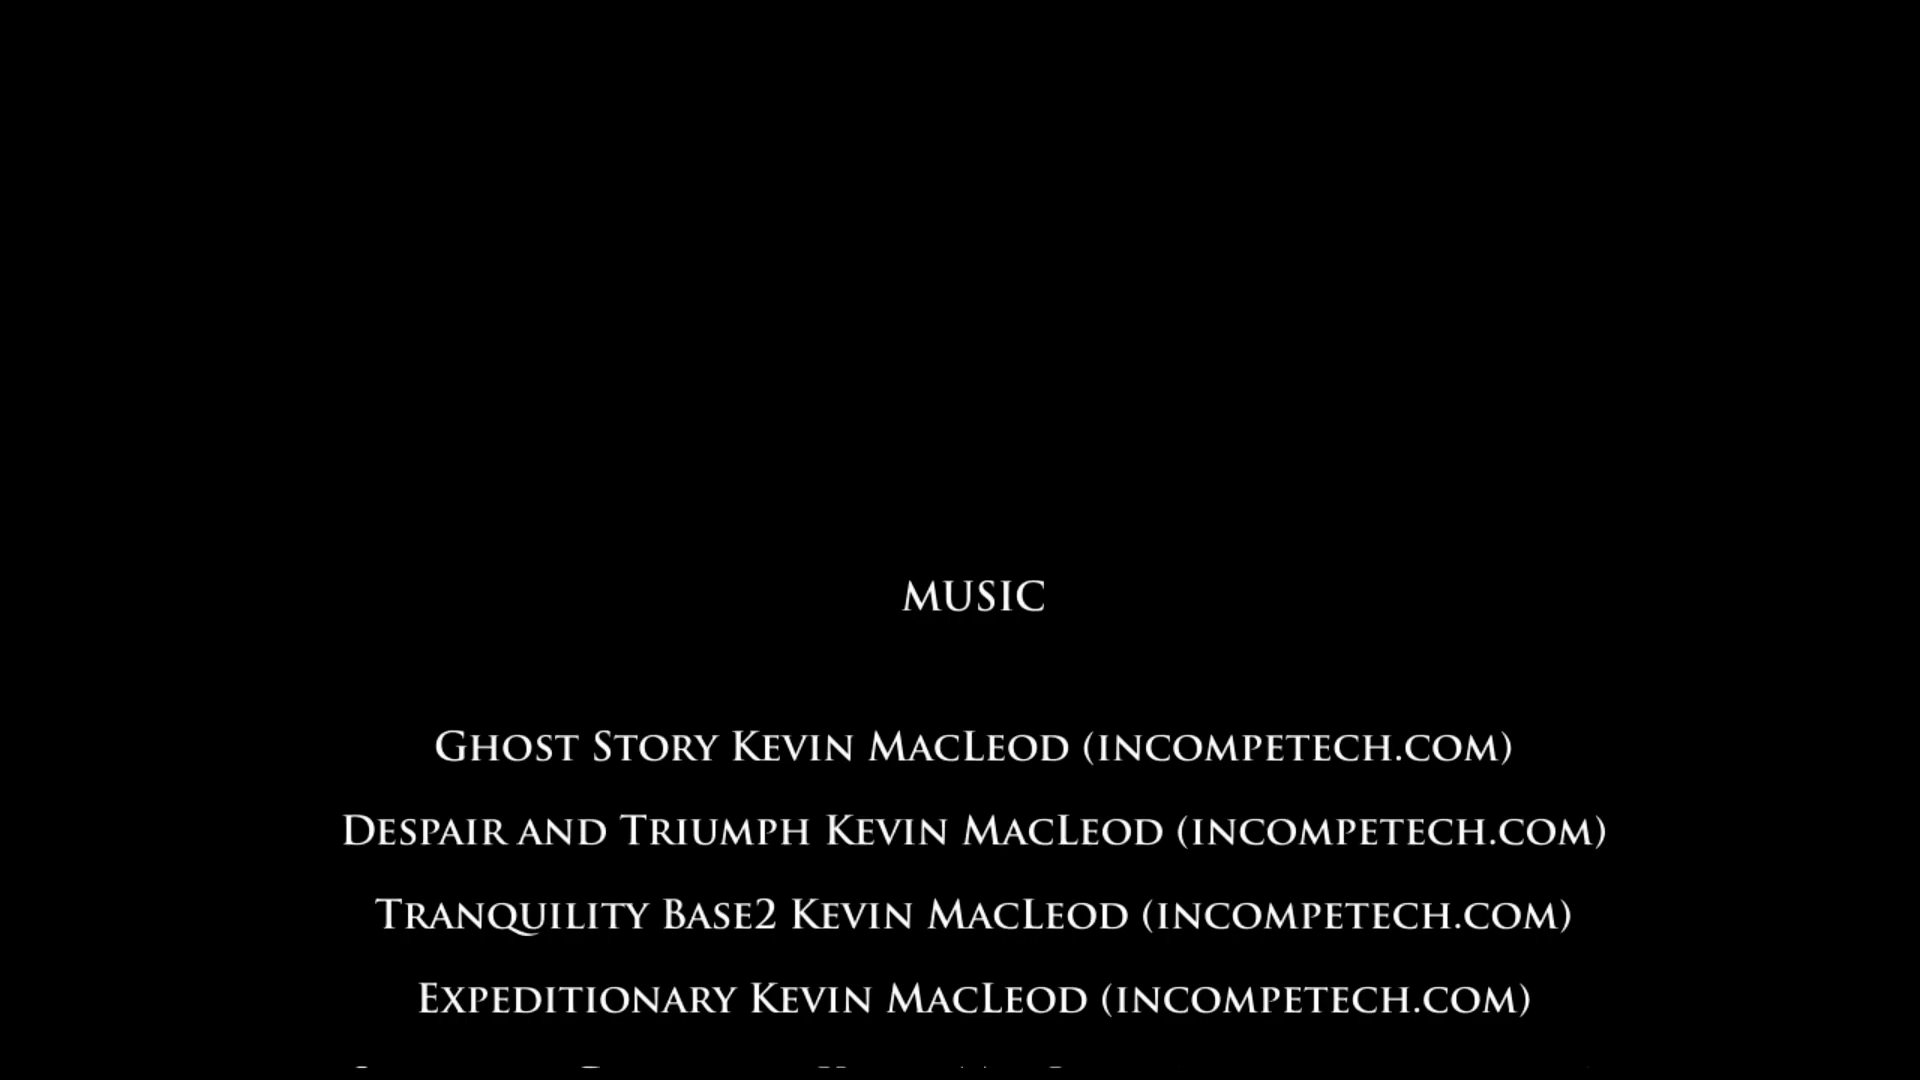 MUSIC
Ghost Story Kevin MacLeod (incompetech.com)
Despair and Triumph Kevin MacLeod (incompetech.com)
Tranquility Base2 Kevin MacLeod (incompetech.com)
Expeditionary Kevin MacLeod (incompetech.com)